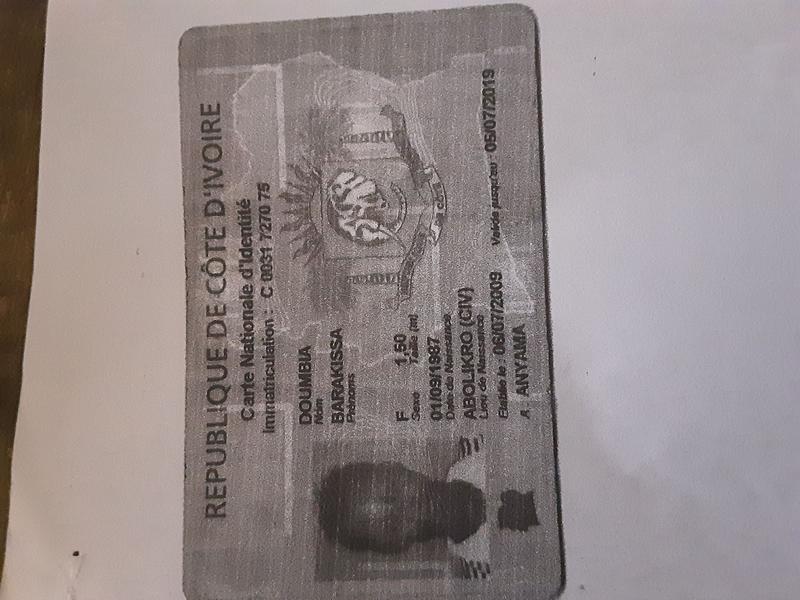 REPUBLIQUE DE CÔTE D'IVOIRE
Carte Nationale d'Identité
Immatriculation : C 0031 7270 75
DOUMBIA
Nom
BARAKISSA
Prénoms
F 1,60
Sexe Taille (m)
01/09/1987
Date de Naissance
ABOLIKRO (CIV)
Lieu de Naissance
Etablie le : 06/07/2009 Valide jusqu'au : 05/07/2019
A : ANYAMA